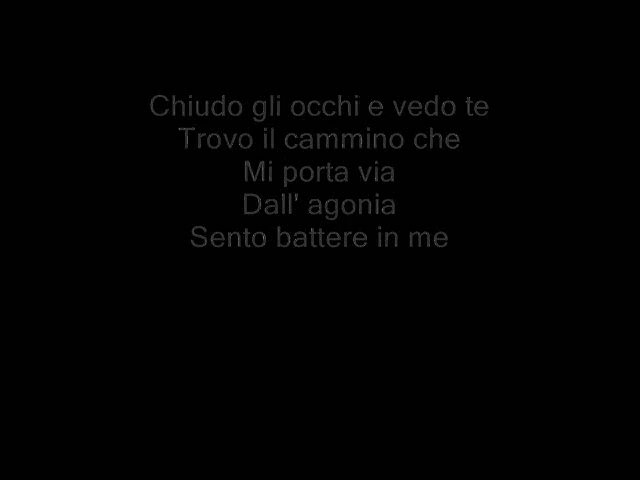 Chiudo gli occhi e vedo te
Trovo il cammino che
Mi porta via
Dall' agonia
Sento battere in me